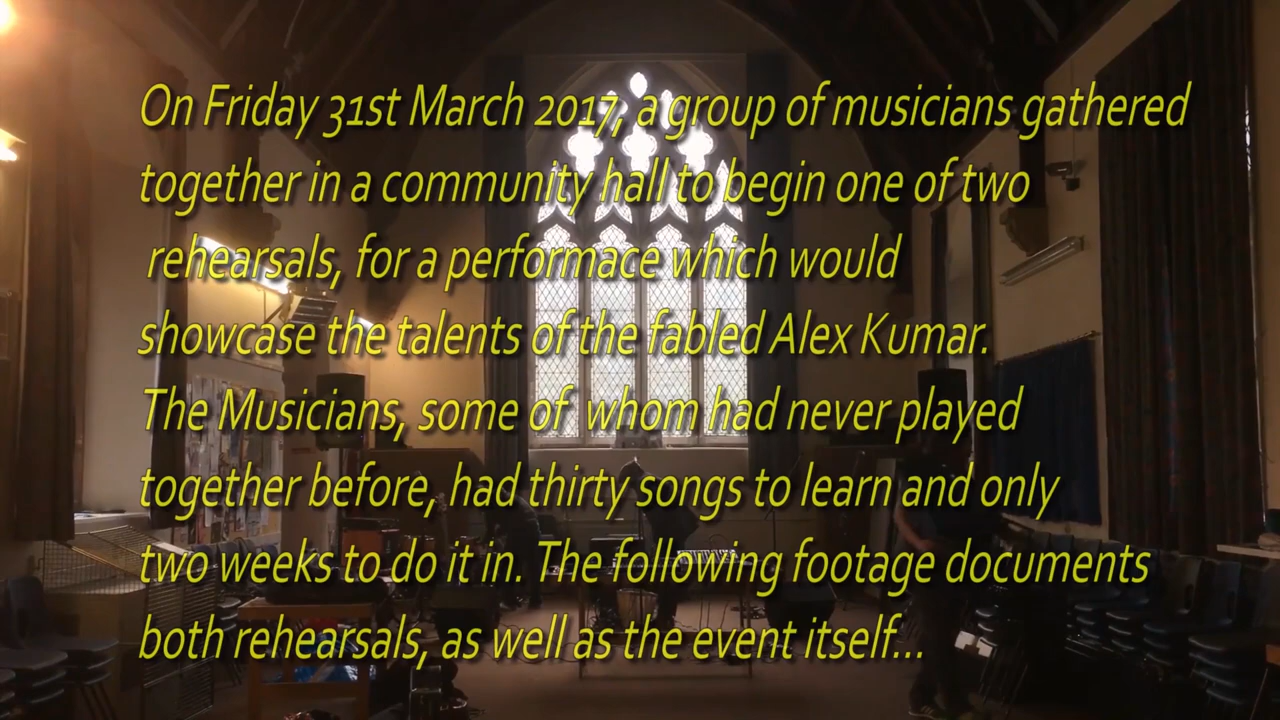 On Friday 31st March 2017, a group of musicians gathered
together in a community hall to begin one of two
rehearsals, for a performace which would
showcase the talents of the fabled Alex Kumar.
The Musicians, some of whom had never played
together before, had thirty songs to learn and only
two weeks to do it in. The following footage documents
both rehearsals, as well as the event itself...